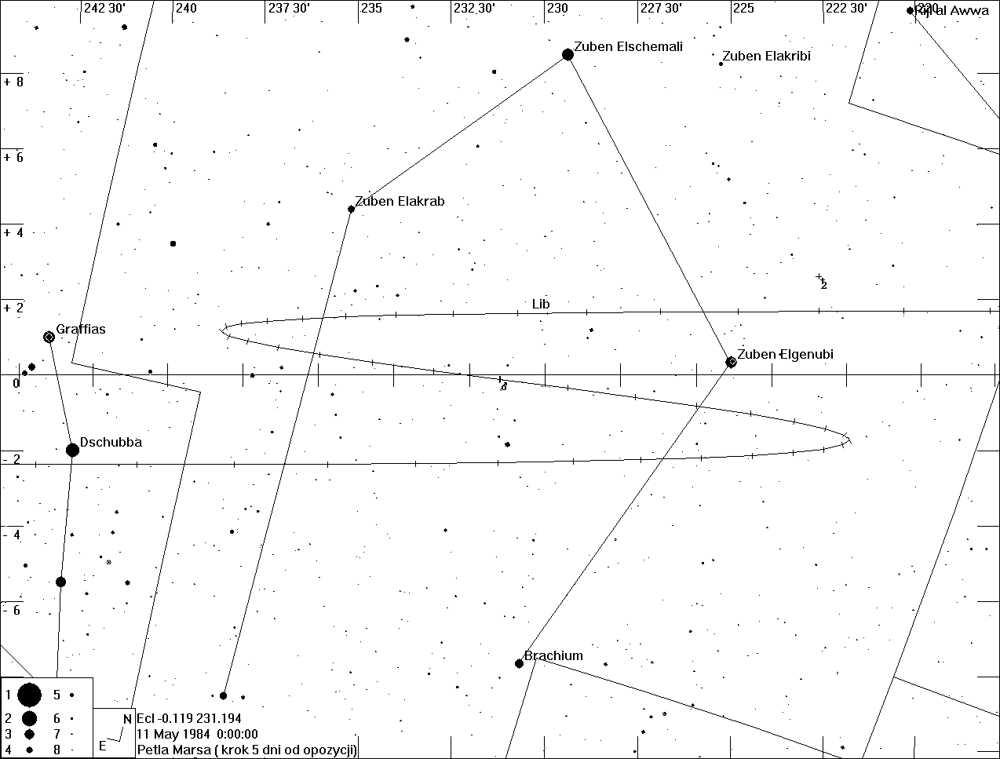 242 30' 240 237 30' 235 232 30' 230 227 30' 225 222 30' 220
Rijl al Awwa
Zuben Elschemali
Zuben Elakribi
+ 8
+ 6
Zuben Elakrab
+ 4
2
+ 2
Lib
Graffias
Zuben Elgenubi
0
Dschubba
- 2
- 4
- 6
Brachium
1 5
2 6
3 7
4 8
N
E
Ecl -0.119 231.194
11 May 1984 0:00:00
Petla Marsa ( krok 5 dni od opozycji)